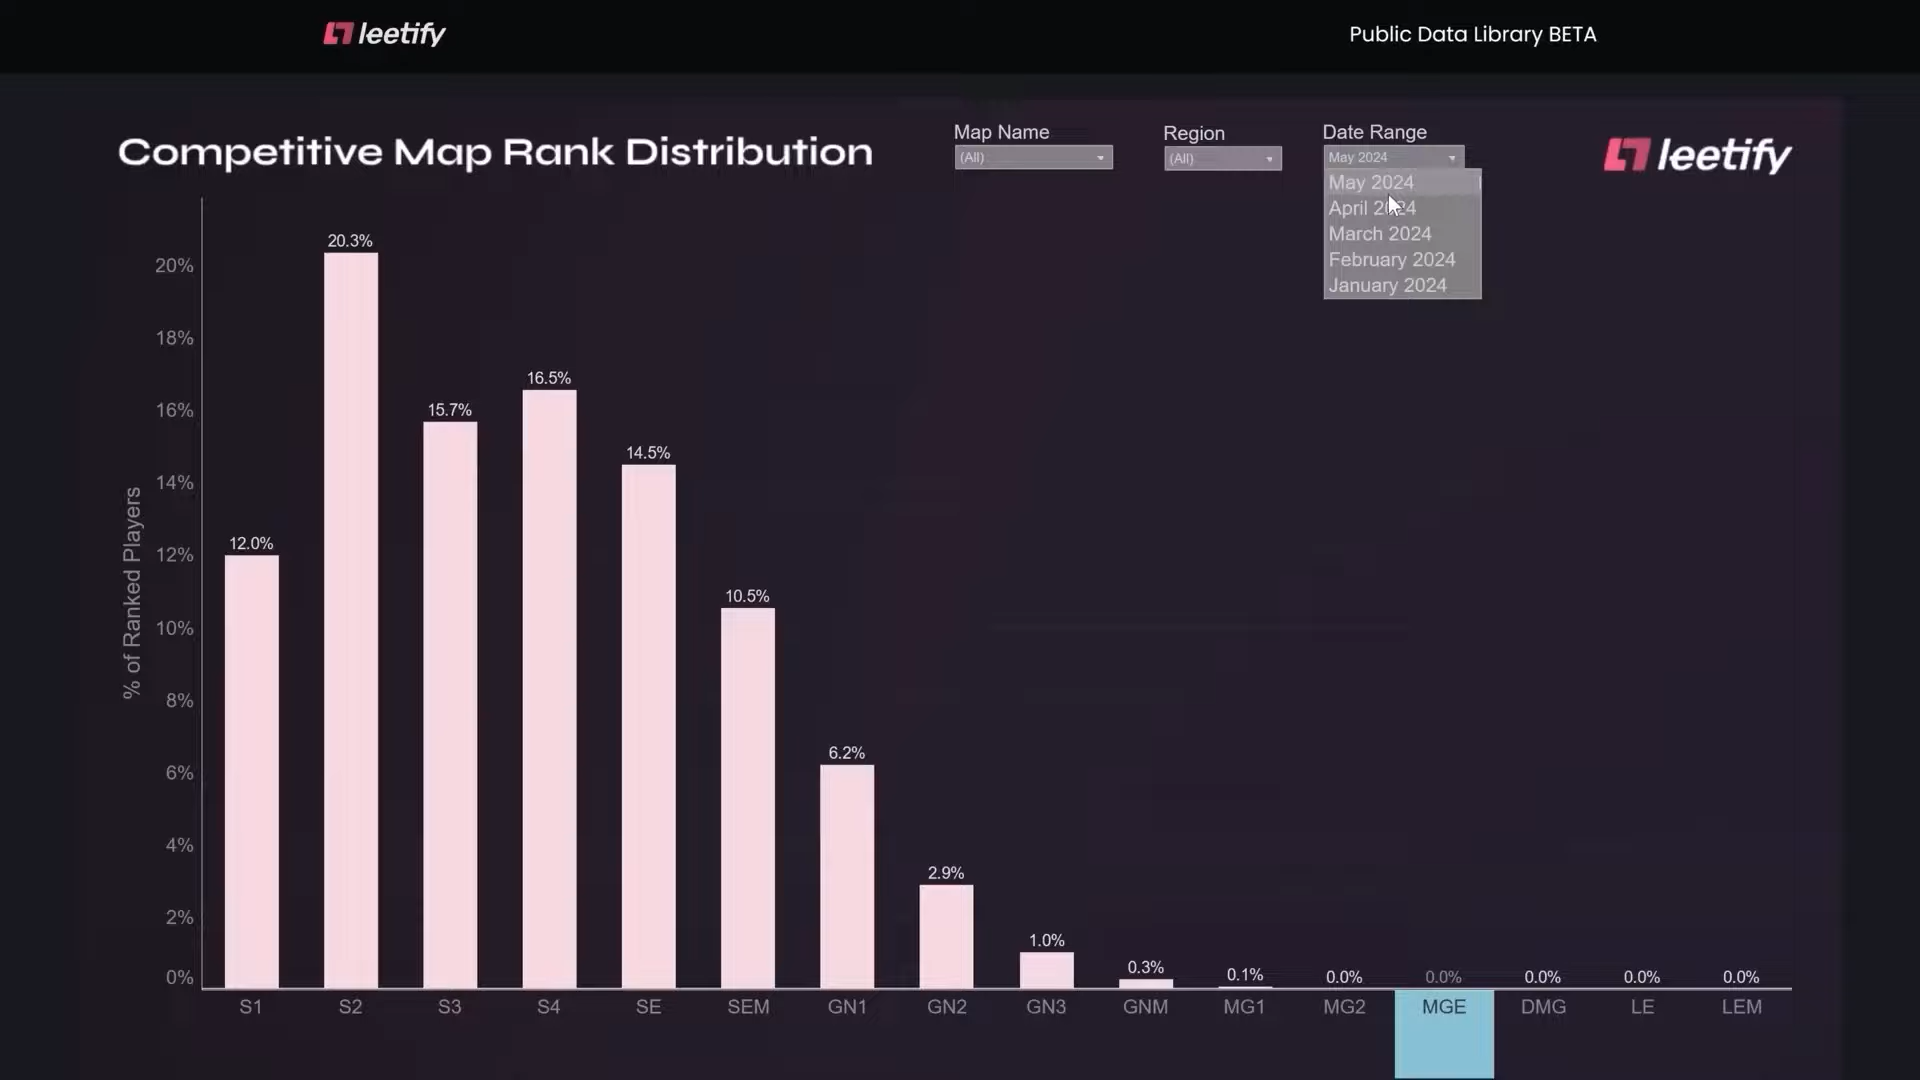 leetify
Public Data Library BETA
Competitive Map Rank Distribution
Map Name
(All)
Region
(All)
Date Range
May 2024
May 2024
April 2024
March 2024
February 2024
January 2024
leetify
% of Ranked Players
20%
18%
16%
14%
12%
10%
8%
6%
4%
2%
0%
12.0%
20.3%
15.7%
16.5%
14.5%
10.5%
6.2%
2.9%
1.0%
0.3%
0.1%
0.0%
0.0%
0.0%
0.0%
0.0%
S1
S2
S3
S4
SE
SEM
GN1
GN2
GN3
GNM
MG1
MG2
MGE
DMG
LE
LEM